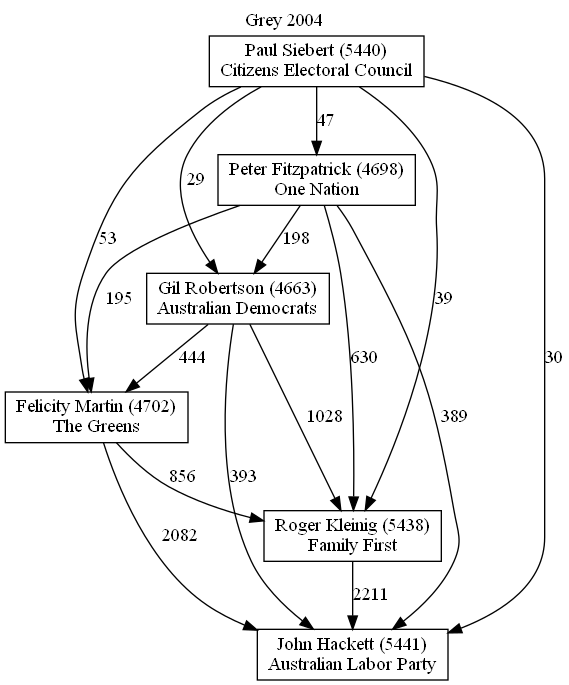 Grey 2004
Paul Siebert (5440)
Citizens Electoral Council
47
Peter Fitzpatrick (4698)
One Nation
29
53
198
195
39
Gil Robertson (4663)
Australian Democrats
444
630
30
Felicity Martin (4702)
The Greens
1028
389
856
393
Roger Kleinig (5438)
Family First
2082
2211
John Hackett (5441)
Australian Labor Party